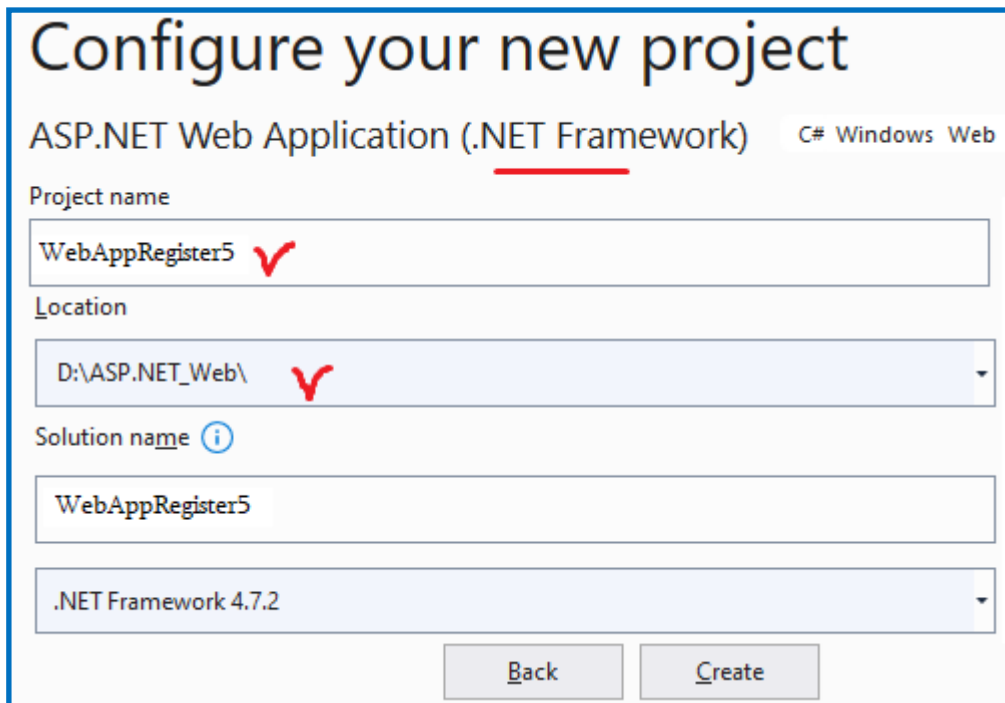 Configure your new project
ASP.NET Web Application (.NET Framework) C# Windows Web
Project name
WebAppRegister5
Location
D:\ASP.NET_Web\
Solution name
WebAppRegister5
.NET Framework 4.7.2
Back Create